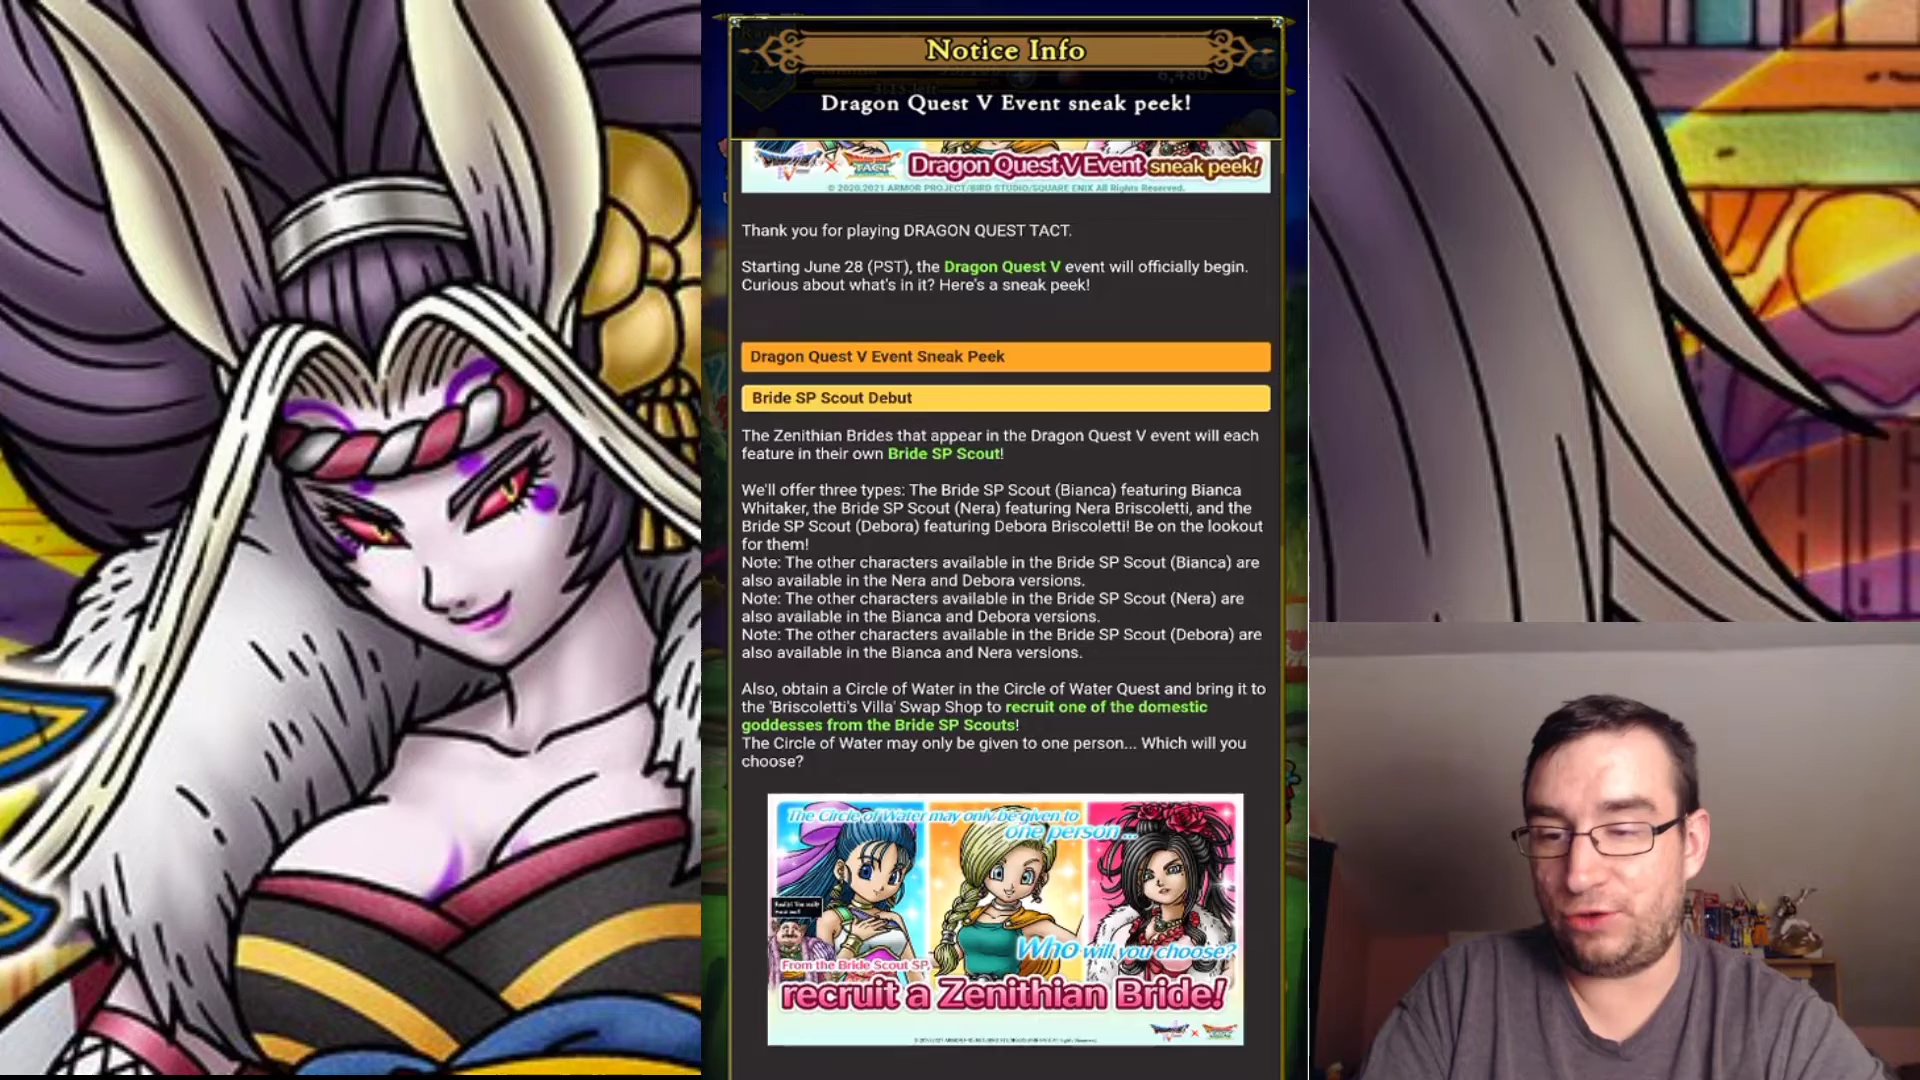 Notice Info
6,480
Dragon Quest V Event sneak peek!
TACT
Dragon Quest V Event sneak peek!
© 2020,2021 ARMOR PROJECT/BIRD STUDIO/SQUARE ENIX All Rights Reserved.
Thank you for playing DRAGON QUEST TACT.
Starting June 28 (PST), the Dragon Quest V event will officially begin.
Curious about what's in it? Here's a sneak peek!
Dragon Quest V Event Sneak Peek
Bride SP Scout Debut
The Zenithian Brides that appear in the Dragon Quest V event will each
feature in their own Bride SP Scout!
We'll offer three types: The Bride SP Scout (Bianca) featuring Bianca
Whitaker, the Bride SP Scout (Nera) featuring Nera Briscoletti, and the
Bride SP Scout (Debora) featuring Debora Briscoletti! Be on the lookout
for them!
Note: The other characters available in the Bride SP Scout (Bianca) are
also available in the Nera and Debora versions.
Note: The other characters available in the Bride SP Scout (Nera) are
also available in the Bianca and Debora versions.
Note: The other characters available in the Bride SP Scout (Debora) are
also available in the Bianca and Nera versions.
Also, obtain a Circle of Water in the Circle of Water Quest and bring it to
the 'Briscoletti's Villa' Swap Shop to recruit one of the domestic
goddesses from the Bride SP Scouts!
The Circle of Water may only be given to one person... Which will you
choose?
The Circle of Water may only be given to
one person...
Who will you choose?
From the Bride Scout SP,
recruit a Zenithian Bride!